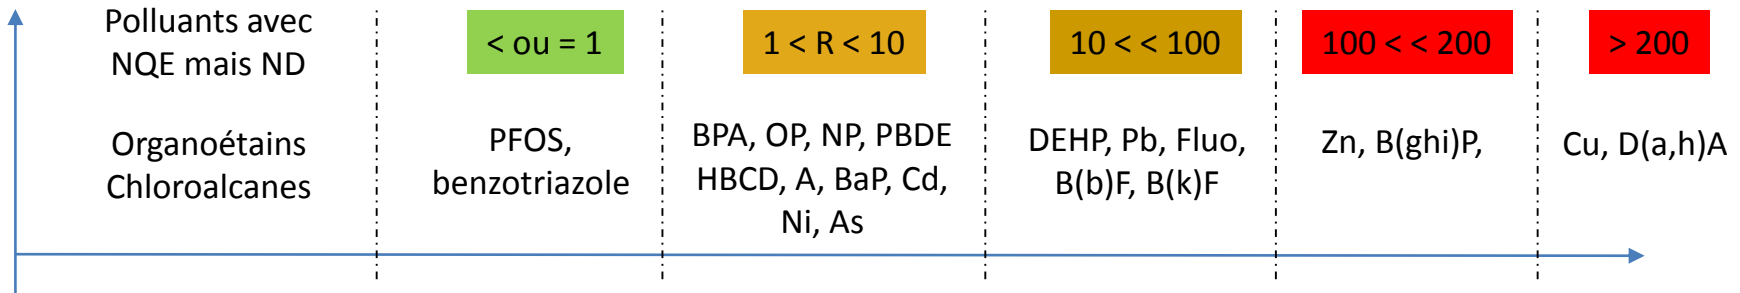 Polluants avec
NQE mais ND
< ou = 1
1 < R < 10
10 < < 100
100 < < 200
> 200
Organoétains
Chloroalcanes
PFOS,
benzotriazole
BPA, OP, NP, PBDE
HBCD, A, BaP, Cd,
Ni, As
DEHP, Pb, Fluo,
B(b)F, B(k)F
Zn, B(ghi)P,
Cu, D(a,h)A